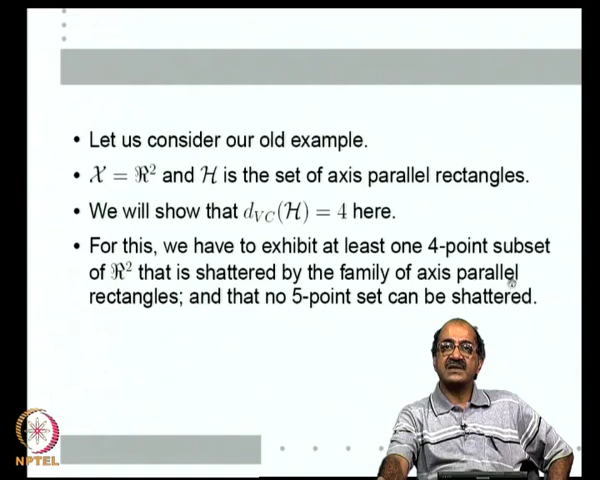 • Let us consider our old example.
• 𝒳 = ℜ² and ℋ is the set of axis parallel rectangles.
• We will show that d_VC(ℋ) = 4 here.
• For this, we have to exhibit at least one 4-point subset
of ℜ² that is shattered by the family of axis parallel
rectangles; and that no 5-point set can be shattered.
NPTEL